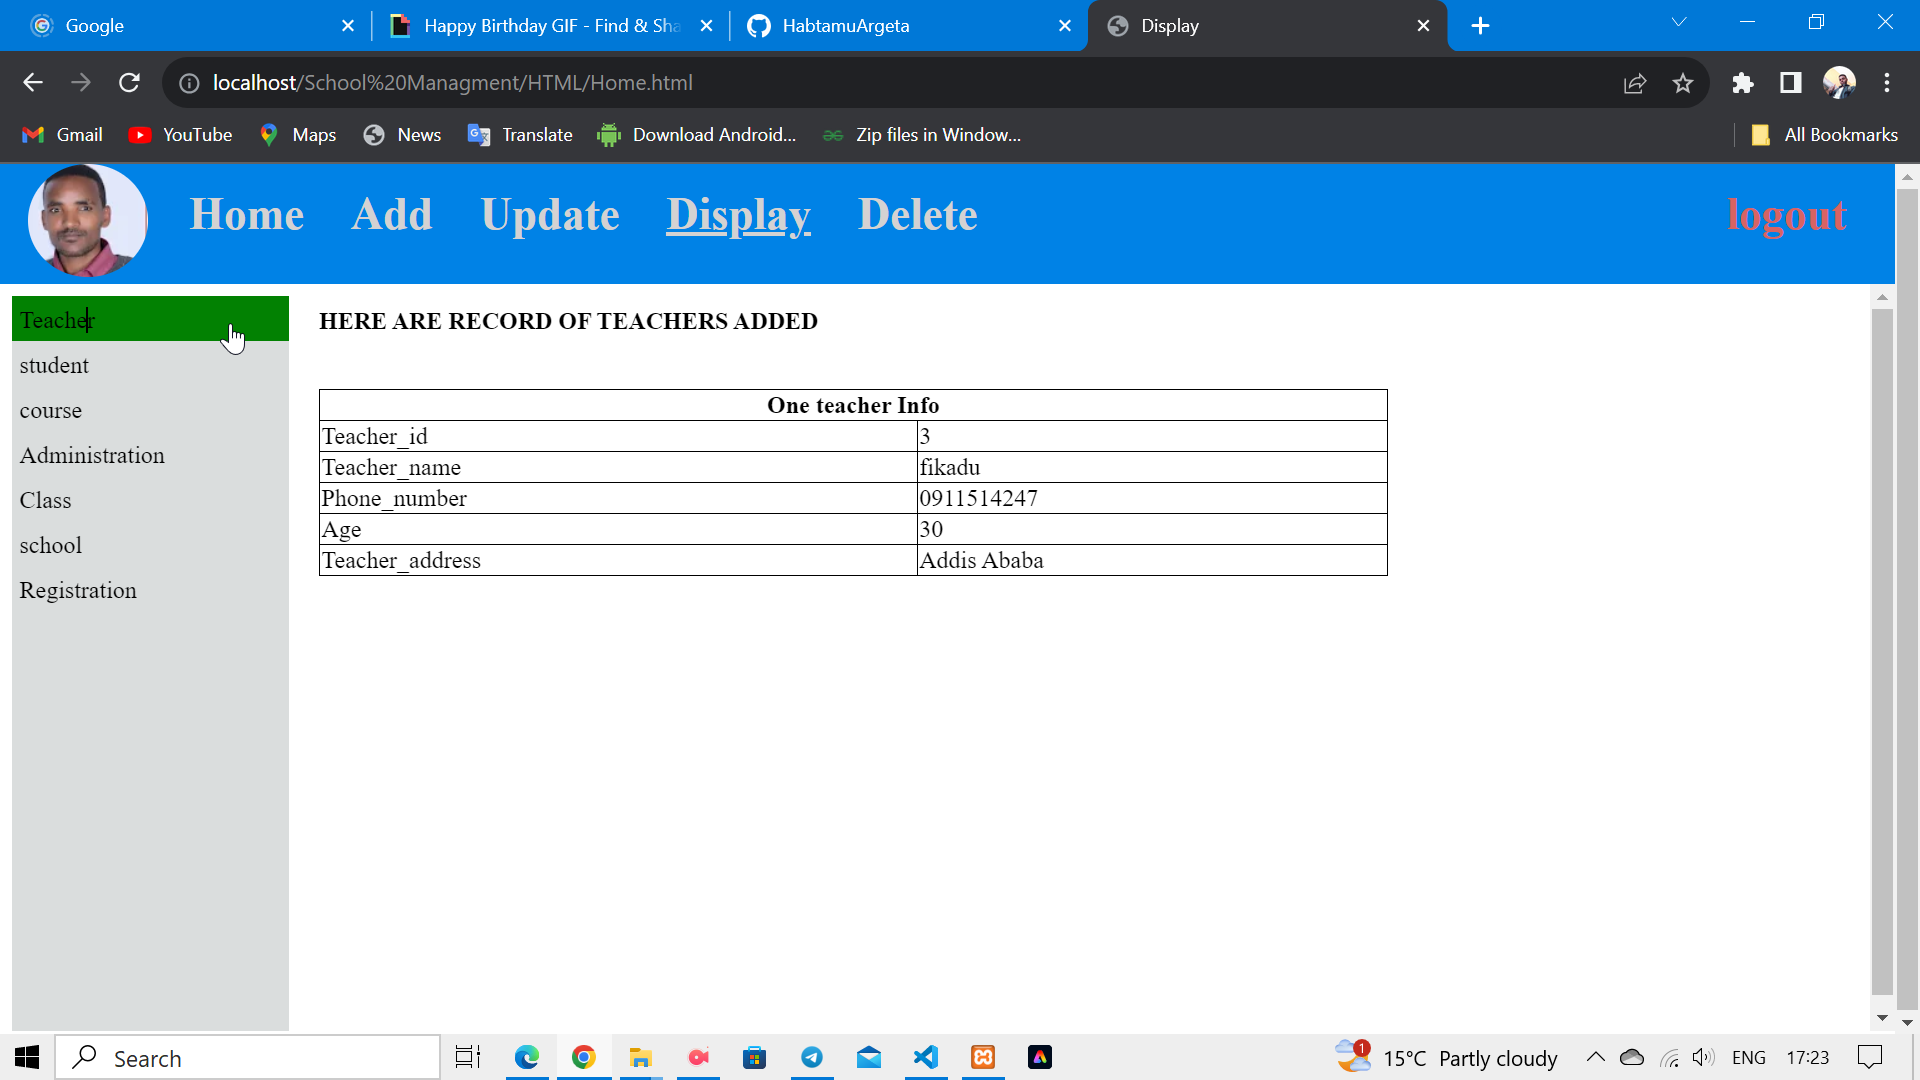 Google
Happy Birthday GIF - Find & Sha
HabtamuArgeta
Display
localhost/School%20Managment/HTML/Home.html
Gmail YouTube Maps News Translate Download Android... Zip files in Window... All Bookmarks
Home Add Update Display Delete logout
Teacher
student
course
Administration
Class
school
Registration
HERE ARE RECORD OF TEACHERS ADDED
One teacher Info
Teacher_id 3
Teacher_name fikadu
Phone_number 0911514247
Age 30
Teacher_address Addis Ababa
Search
1
15°C Partly cloudy
ENG
17:23